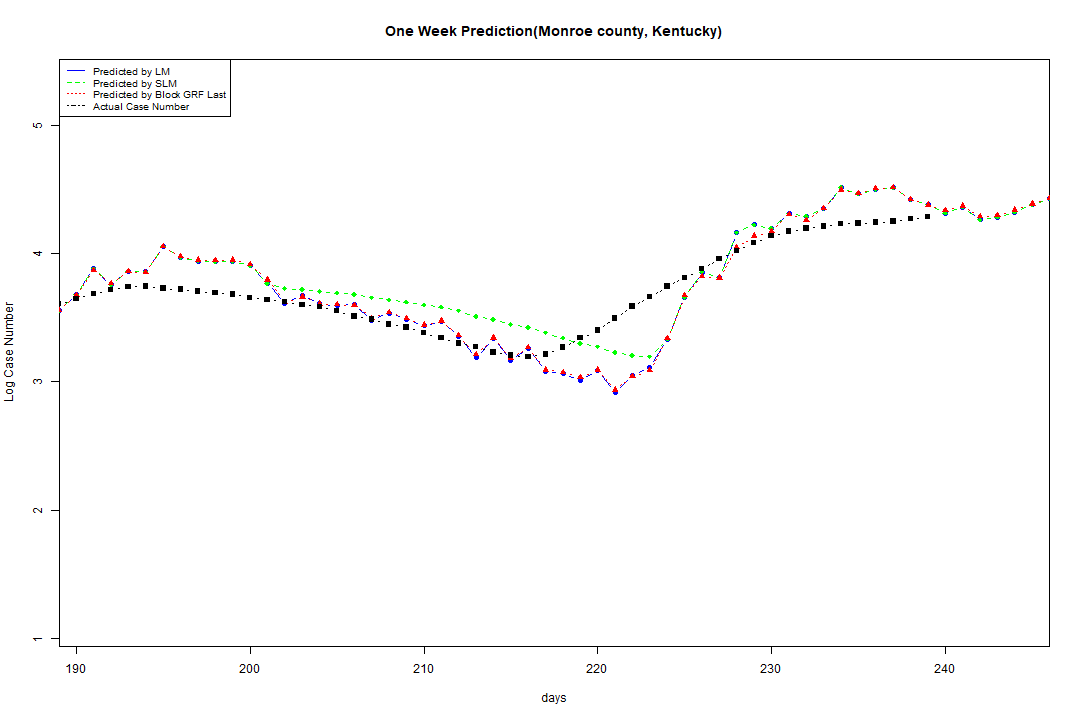 One Week Prediction(Monroe county, Kentucky)
Predicted by LM
Predicted by SLM
Predicted by Block GRF Last
Actual Case Number
5
4
3
2
1
Log Case Number
190 200 210 220 230 240
days